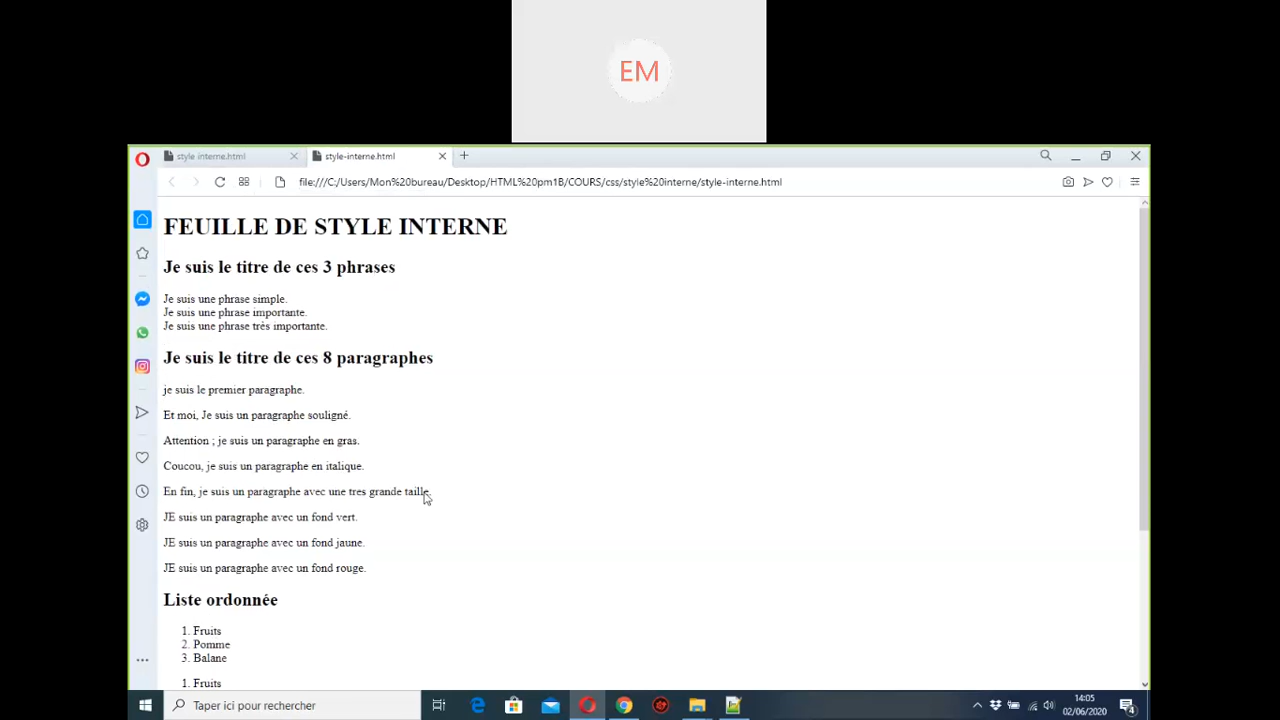 EM
style interne.html
style-interne.html
file:///C:/Users/Mon%20bureau/Desktop/HTML%20pm1B/COURS/css/style%20interne/style-interne.html
FEUILLE DE STYLE INTERNE
Je suis le titre de ces 3 phrases
Je suis une phrase simple.
Je suis une phrase importante.
Je suis une phrase très importante.
Je suis le titre de ces 8 paragraphes
je suis le premier paragraphe.
Et moi, Je suis un paragraphe souligné.
Attention ; je suis un paragraphe en gras.
Coucou, je suis un paragraphe en italique.
En fin, je suis un paragraphe avec une tres grande taille.
JE suis un paragraphe avec un fond vert.
JE suis un paragraphe avec un fond jaune.
JE suis un paragraphe avec un fond rouge.
Liste ordonnée
1. Fruits
2. Pomme
3. Balane
1. Fruits
Taper ici pour rechercher
14:05
02/06/2020
4